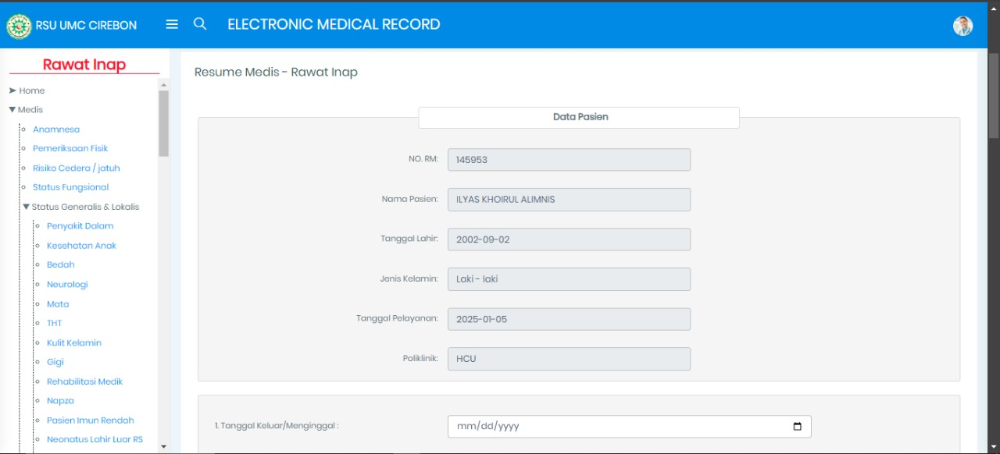 RSU UMC CIREBON
ELECTRONIC MEDICAL RECORD
Rawat Inap
Home
Medis
Anamnesa
Pemeriksaan Fisik
Risiko Cedera / jatuh
Status Fungsional
Status Generalis & Lokalis
Penyakit Dalam
Kesehatan Anak
Bedah
Neurologi
Mata
THT
Kulit Kelamin
Gigi
Rehabilitasi Medik
Napza
Pasien Imun Rendah
Neonatus Lahir Luar RS
Resume Medis - Rawat Inap
Data Pasien
NO. RM: 145953
Nama Pasien: ILYAS KHOIRUL ALIMNIS
Tanggal Lahir: 2002-09-02
Jenis Kelamin: Laki - laki
Tanggal Pelayanan: 2025-01-05
Poliklinik: HCU
1. Tanggal Keluar/Menginggal : mm/dd/yyyy